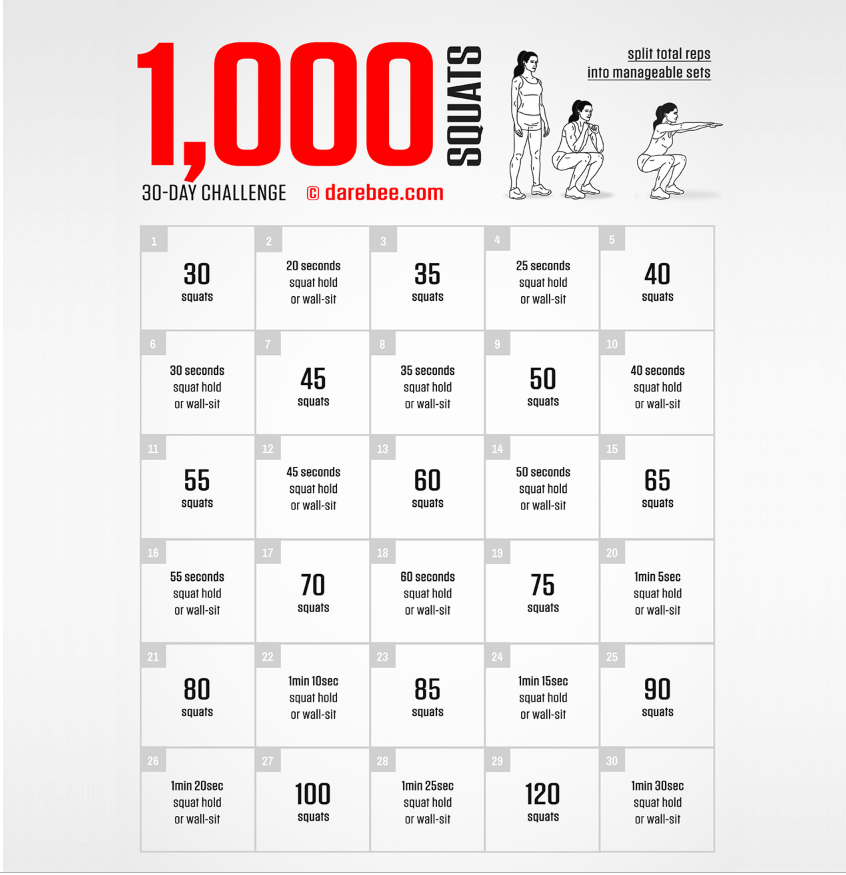 1,000
SQUATS
split total reps
into manageable sets
30-DAY CHALLENGE © darebee.com
1
30
squats
2
20 seconds
squat hold
or wall-sit
3
35
squats
4
25 seconds
squat hold
or wall-sit
5
40
squats
6
30 seconds
squat hold
or wall-sit
7
45
squats
8
35 seconds
squat hold
or wall-sit
9
50
squats
10
40 seconds
squat hold
or wall-sit
11
55
squats
12
45 seconds
squat hold
or wall-sit
13
60
squats
14
50 seconds
squat hold
or wall-sit
15
65
squats
16
55 seconds
squat hold
or wall-sit
17
70
squats
18
60 seconds
squat hold
or wall-sit
19
75
squats
20
1min 5sec
squat hold
or wall-sit
21
80
squats
22
1min 10sec
squat hold
or wall-sit
23
85
squats
24
1min 15sec
squat hold
or wall-sit
25
90
squats
26
1min 20sec
squat hold
or wall-sit
27
100
squats
28
1min 25sec
squat hold
or wall-sit
29
120
squats
30
1min 30sec
squat hold
or wall-sit